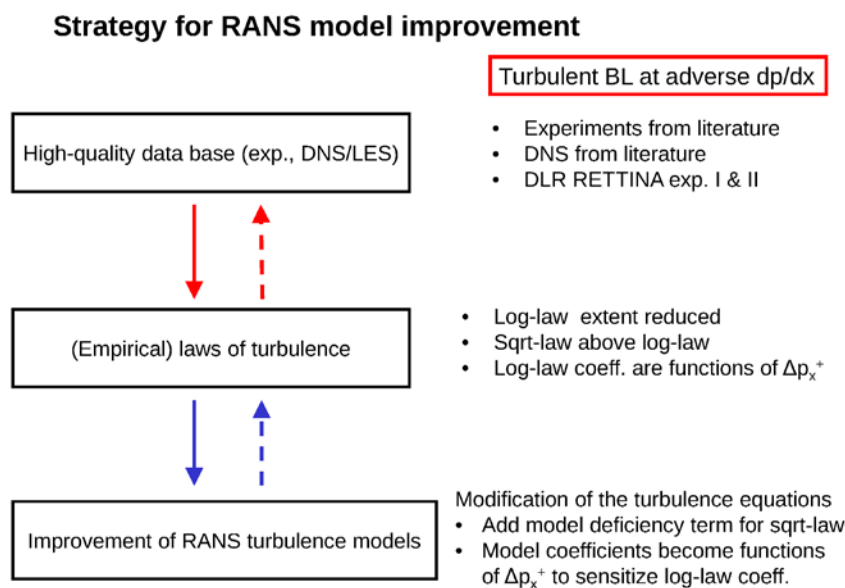 Strategy for RANS model improvement
Turbulent BL at adverse dp/dx
High-quality data base (exp., DNS/LES)
• Experiments from literature
• DNS from literature
• DLR RETTINA exp. I & II
(Empirical) laws of turbulence
• Log-law extent reduced
• Sqrt-law above log-law
• Log-law coeff. are functions of Δpₓ⁺
Improvement of RANS turbulence models
Modification of the turbulence equations
• Add model deficiency term for sqrt-law
• Model coefficients become functions
of Δpₓ⁺ to sensitize log-law coeff.